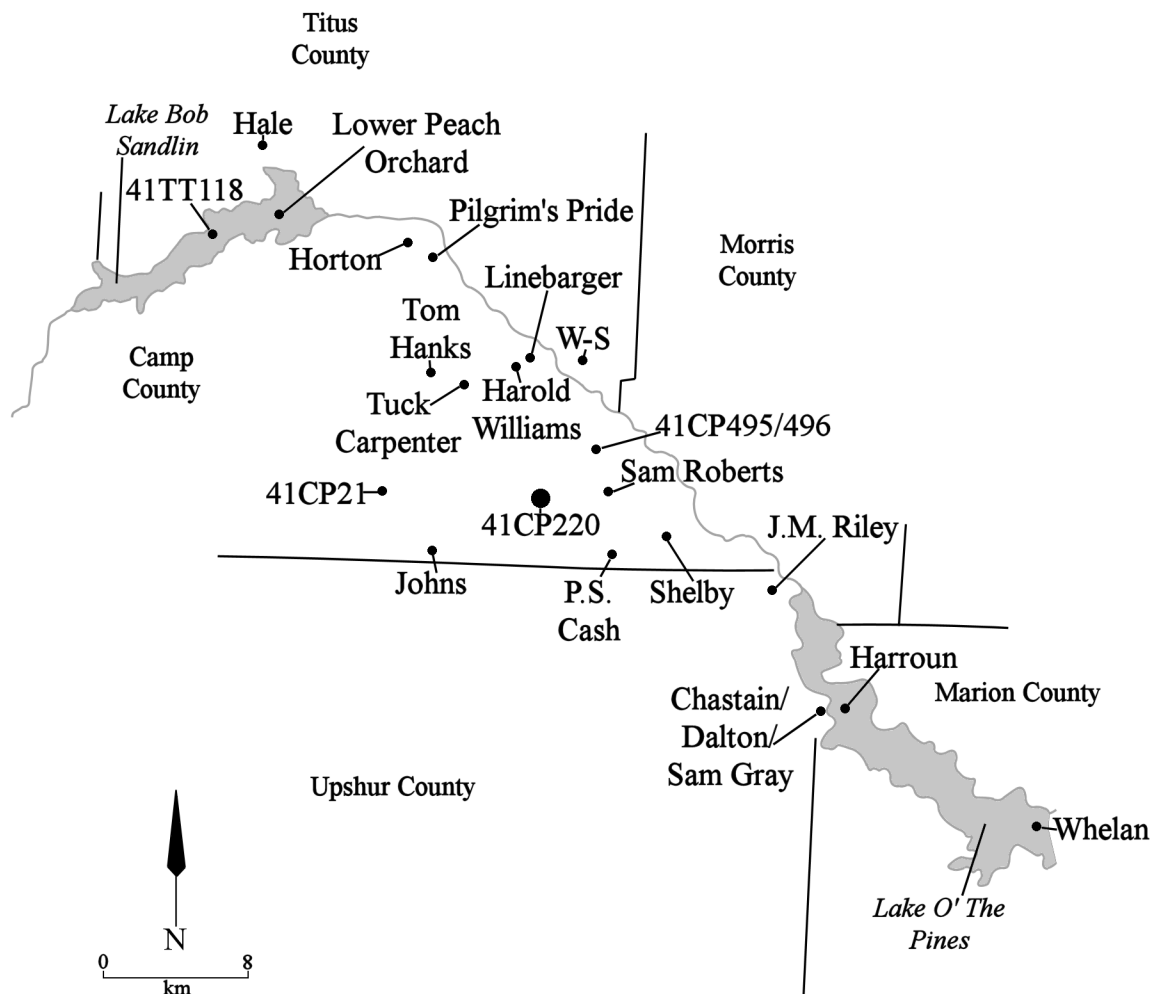 Titus
County
Lake Bob
Sandlin
Hale
Lower Peach
Orchard
41TT118
Pilgrim's Pride
Horton
Morris
County
Linebarger
Tom
Hanks
W-S
Camp
County
Tuck
Carpenter
Harold
Williams
41CP495/496
Sam Roberts
41CP21
41CP220
J.M. Riley
Johns
P.S.
Cash
Shelby
Harroun
Marion County
Chastain/
Dalton/
Sam Gray
Upshur County
Whelan
Lake O' The
Pines
N
0 8
km